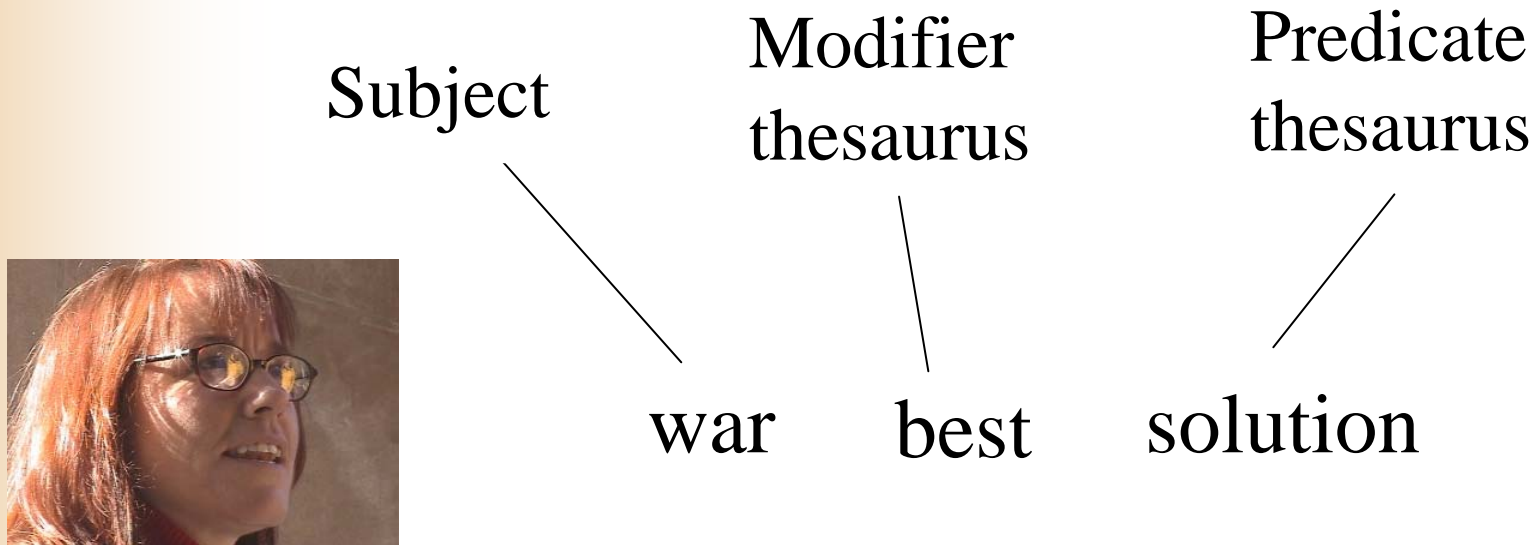 Subject
Modifier
thesaurus
Predicate
thesaurus
war best solution